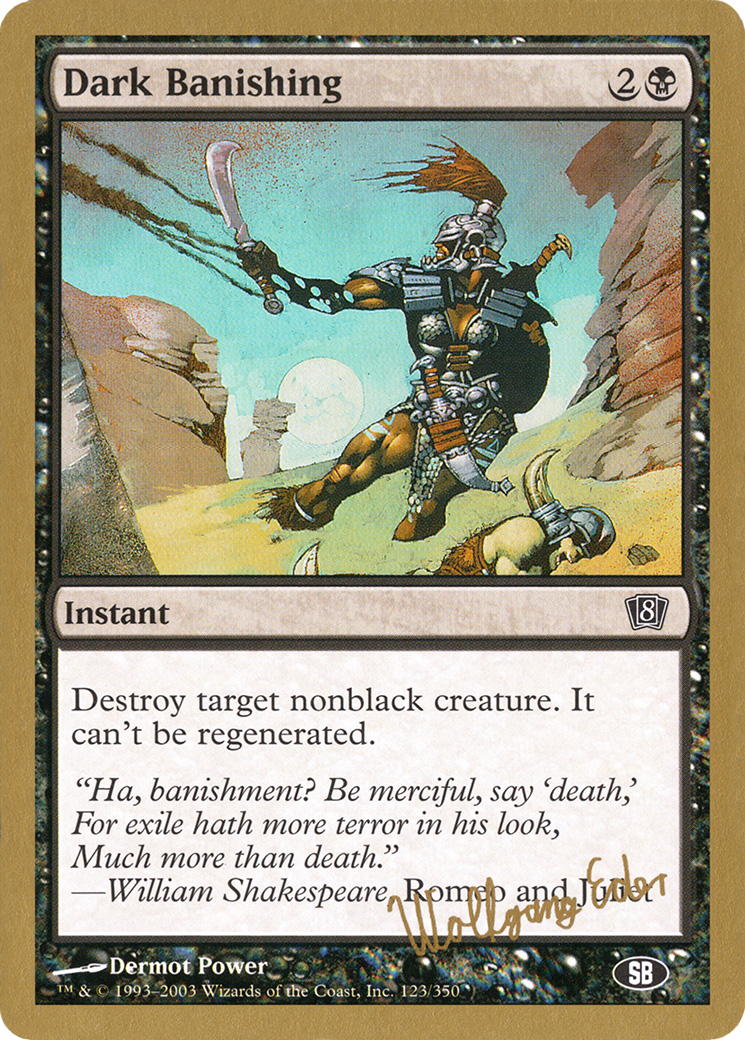 Dark Banishing
2
Instant
8
Destroy target nonblack creature. It
can't be regenerated.
"Ha, banishment? Be merciful, say 'death,'
For exile hath more terror in his look,
Much more than death."
—William Shakespeare, Romeo and Juliet
Wolfgang Eder
Dermot Power
SB
™ & © 1993–2003 Wizards of the Coast, Inc. 123/350